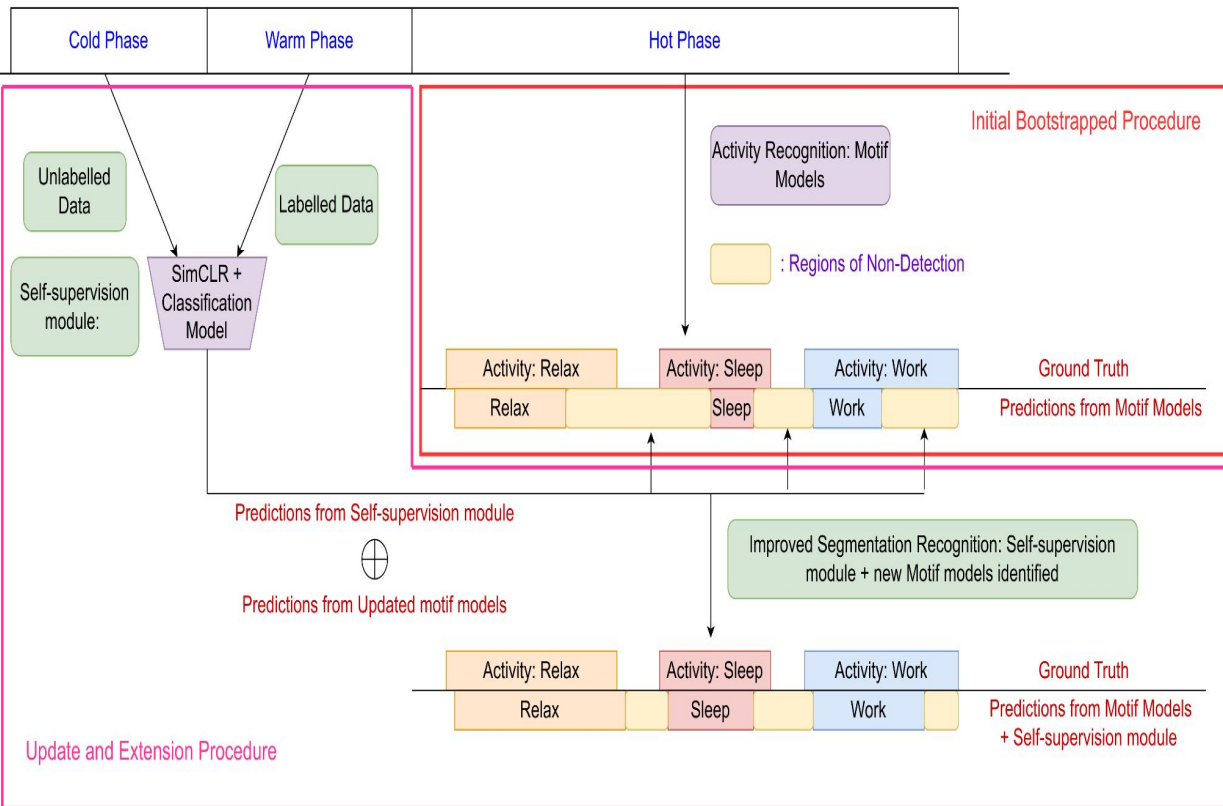 Cold Phase
Warm Phase
Hot Phase
Initial Bootstrapped Procedure
Activity Recognition: Motif
Models
Unlabelled
Data
Labelled Data
: Regions of Non-Detection
Self-supervision
module:
SimCLR +
Classification
Model
Activity: Relax
Activity: Sleep
Activity: Work
Ground Truth
Relax
Sleep
Work
Predictions from Motif Models
Predictions from Self-supervision module
Improved Segmentation Recognition: Self-supervision
module + new Motif models identified
Predictions from Updated motif models
Activity: Relax
Activity: Sleep
Activity: Work
Ground Truth
Relax
Sleep
Work
Predictions from Motif Models
+ Self-supervision module
Update and Extension Procedure